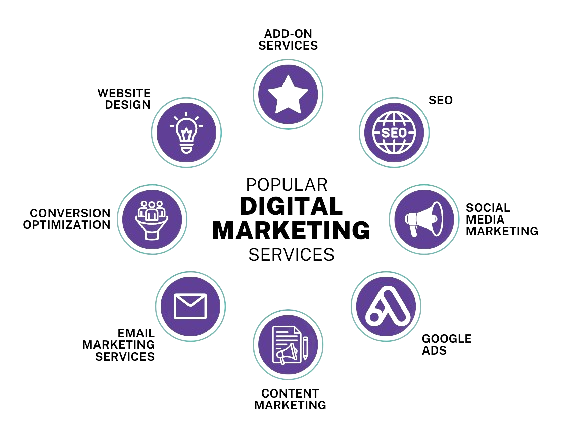 ADD-ON
SERVICES
WEBSITE
DESIGN
SEO
SEO
POPULAR
DIGITAL
MARKETING
SERVICES
CONVERSION
OPTIMIZATION
SOCIAL
MEDIA
MARKETING
EMAIL
MARKETING
SERVICES
GOOGLE
ADS
CONTENT
MARKETING